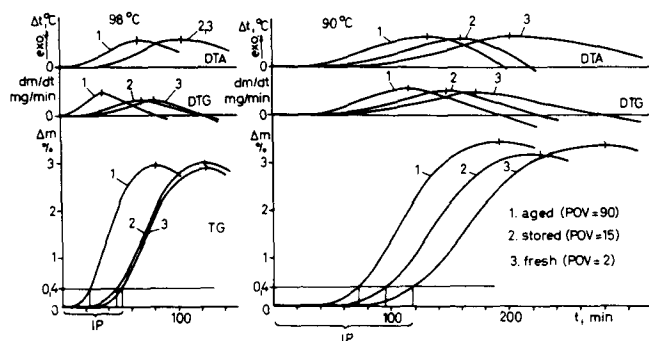 Δt,°C
exo.
98 °C
1
2,3
DTA
dm/dt
mg/min
0
1
2
3
DTG
Δm
%
3
2
1
0,4
0
1
2
3
TG
IP
100
90 °C
Δt,°C
exo.
1
2
3
DTA
dm/dt
mg/min
0
1
2
3
DTG
Δm
%
3
2
1
0,4
0
1
2
3
1. aged (POV=90)
2. stored (POV=15)
3. fresh (POV=2)
TG
IP
100
200
t, min